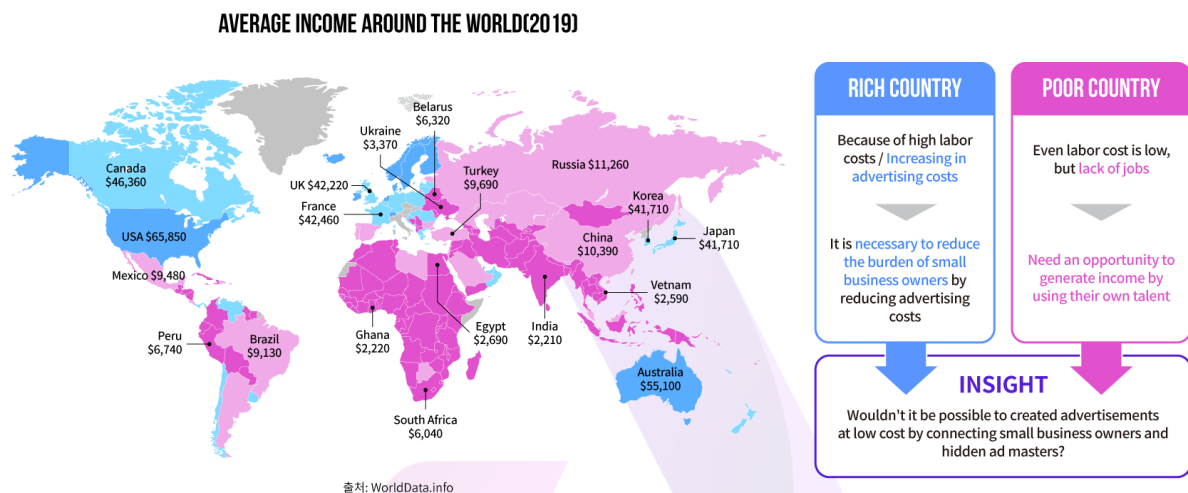 AVERAGE INCOME AROUND THE WORLD(2019)
Belarus
$6,320
Ukraine
$3,370
Russia $11,260
Turkey
$9,690
Canada
$46,360
UK $42,220
France
$42,460
Korea
$41,710
Japan
$41,710
USA $65,850
China
$10,390
Mexico $9,480
Vetnam
$2,590
Peru
$6,740
Brazil
$9,130
Ghana
$2,220
Egypt
$2,690
India
$2,210
Australia
$55,100
South Africa
$6,040
출처: WorldData.info
RICH COUNTRY
Because of high labor
costs / Increasing in
advertising costs
It is necessary to reduce
the burden of small
business owners by
reducing advertising
costs
POOR COUNTRY
Even labor cost is low,
but lack of jobs
Need an opportunity to
generate income by
using their own talent
INSIGHT
Wouldn't it be possible to created advertisements
at low cost by connecting small business owners and
hidden ad masters?